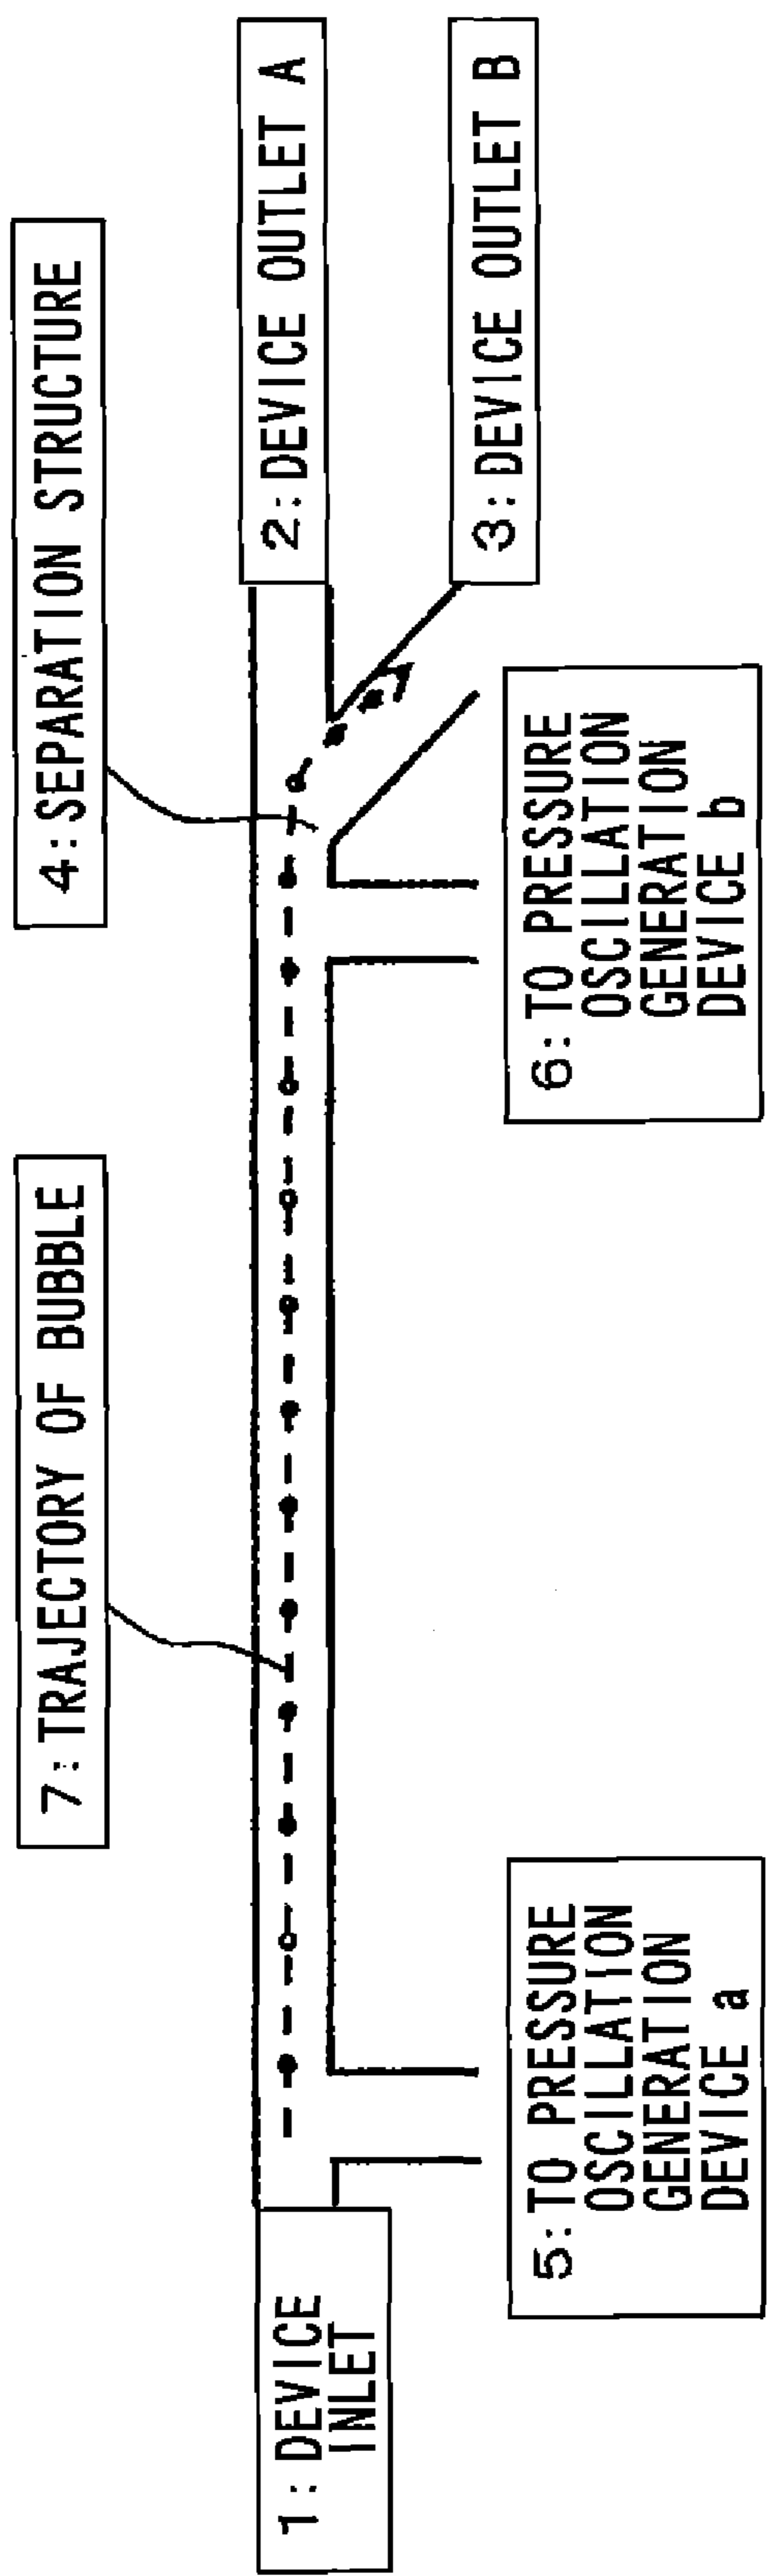 4: SEPARATION STRUCTURE
7: TRAJECTORY OF BUBBLE
2: DEVICE OUTLET A
1: DEVICE
INLET
3: DEVICE OUTLET B
5: TO PRESSURE
OSCILLATION
GENERATION
DEVICE a
6: TO PRESSURE
OSCILLATION
GENERATION
DEVICE b